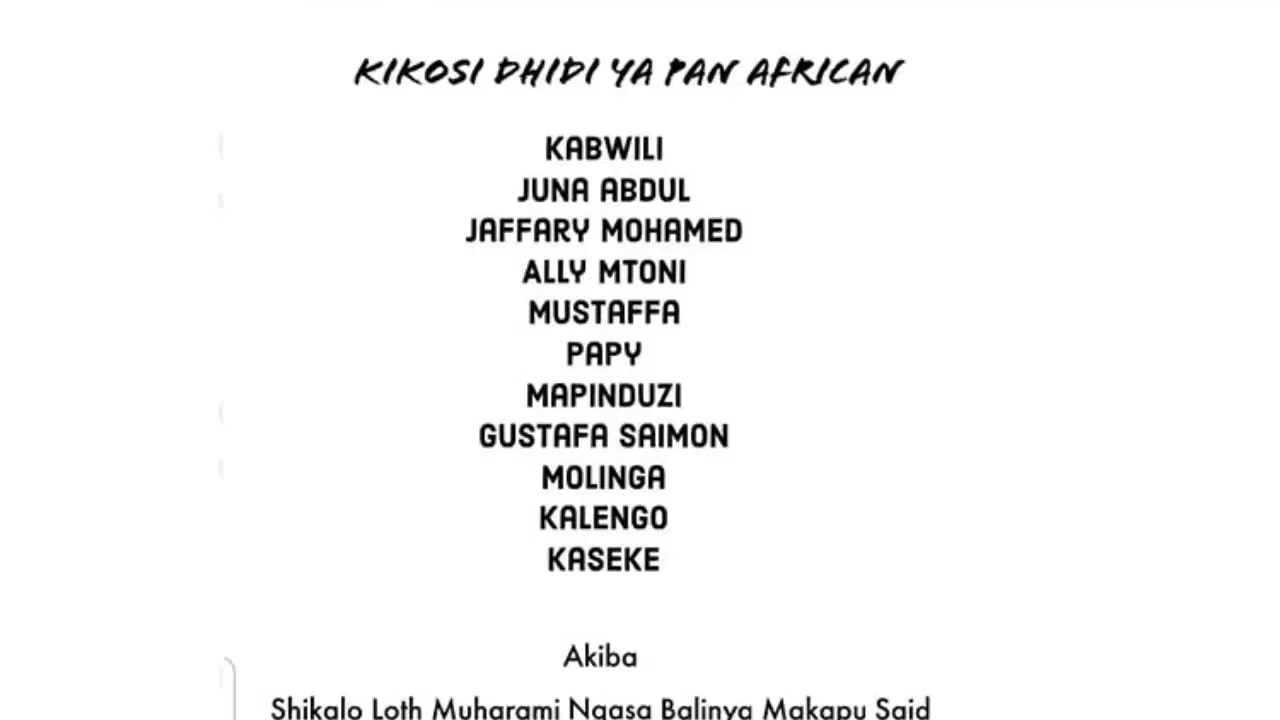 KIKOSI DHIDI YA PAN AFRICAN
KABWILI
JUNA ABDUL
JAFFARY MOHAMED
ALLY MTONI
MUSTAFFA
PAPY
MAPINDUZI
GUSTAFA SAIMON
MOLINGA
KALENGO
KASEKE
Akiba
Shikalo Loth Muharami Ngasa Balinya Makapu Said